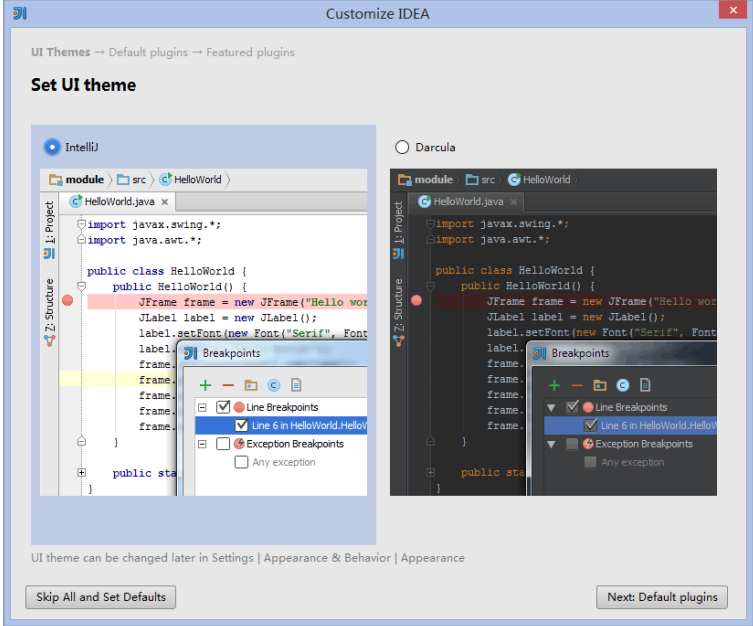 Customize IDEA
UI Themes → Default plugins → Featured plugins
Set UI theme
IntelliJ
module src HelloWorld
HelloWorld.java
1: Project
Z: Structure
import javax.swing.*;
import java.awt.*;
public class HelloWorld {
public HelloWorld() {
JFrame frame = new JFrame("Hello wor
JLabel label = new JLabel();
label.setFont(new Font("Serif", Font
label.
frame.
frame.
frame.
frame.
frame.
}
public sta
}
Breakpoints
Line Breakpoints
Line 6 in HelloWorld.HelloW
Exception Breakpoints
Any exception
Darcula
module src HelloWorld
HelloWorld.java
1: Project
Z: Structure
import javax.swing.*;
import java.awt.*;
public class HelloWorld {
public HelloWorld() {
JFrame frame = new JFrame("Hello wor
JLabel label = new JLabel();
label.setFont(new Font("Serif", Font
label.
frame.
frame.
frame.
frame.
frame.
}
public sta
}
Breakpoints
Line Breakpoints
Line 6 in HelloWorld.HelloW
Exception Breakpoints
Any exception
UI theme can be changed later in Settings | Appearance & Behavior | Appearance
Skip All and Set Defaults
Next: Default plugins